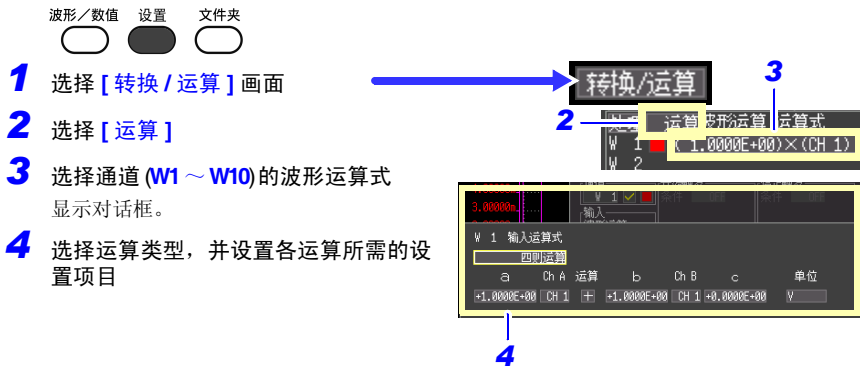 波形／数值 设置 文件夹
1 选择 [ 转换 / 运算 ] 画面
转换/运算
3
2 选择 [ 运算 ]
2
运算 波形运算 运算式
W 1 ( 1.0000E+00)×(CH 1)
W 2
3 选择通道 (W1 ～ W10)的波形运算式
显示对话框。
4 选择运算类型，并设置各运算所需的设
置项目
3.00000m
W 1
输入
W 1 输入运算式
四则运算
a Ch A 运算 b Ch B c 单位
+1.0000E+00 CH 1 + +1.0000E+00 CH 1 +0.0000E+00 V
4